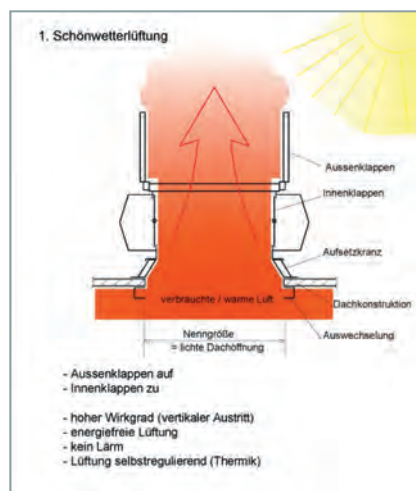 1. Schönwetterlüftung
Aussenklappen
Innenklappen
Aufsetzkranz
verbrauchte / warme Luft
Dachkonstruktion
Nenngröße
= lichte Dachöffnung
Auswechselung
- Aussenklappen auf
- Innenklappen zu
- hoher Wirkgrad (vertikaler Austritt)
- energiefreie Lüftung
- kein Lärm
- Lüftung selbstregulierend (Thermik)